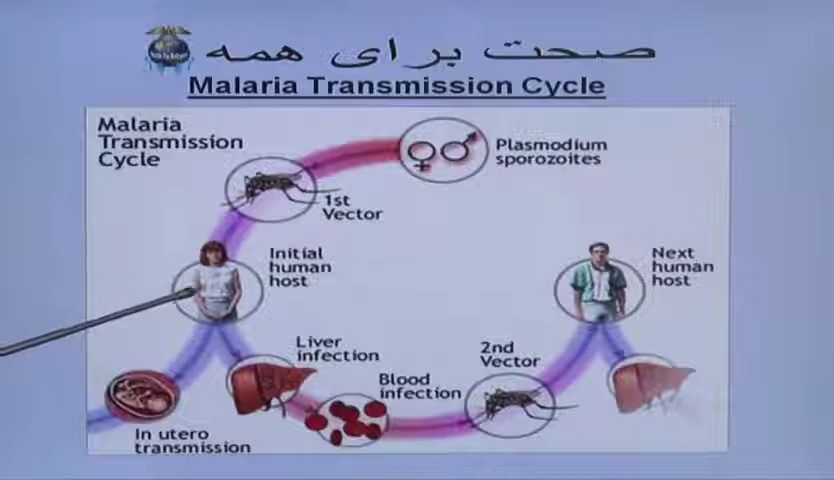 صحت برای همه
Malaria Transmission Cycle
Malaria
Transmission
Cycle
Plasmodium
sporozoites
1st
Vector
Initial
human
host
Next
human
host
Liver
infection
2nd
Vector
Blood
infection
In utero
transmission